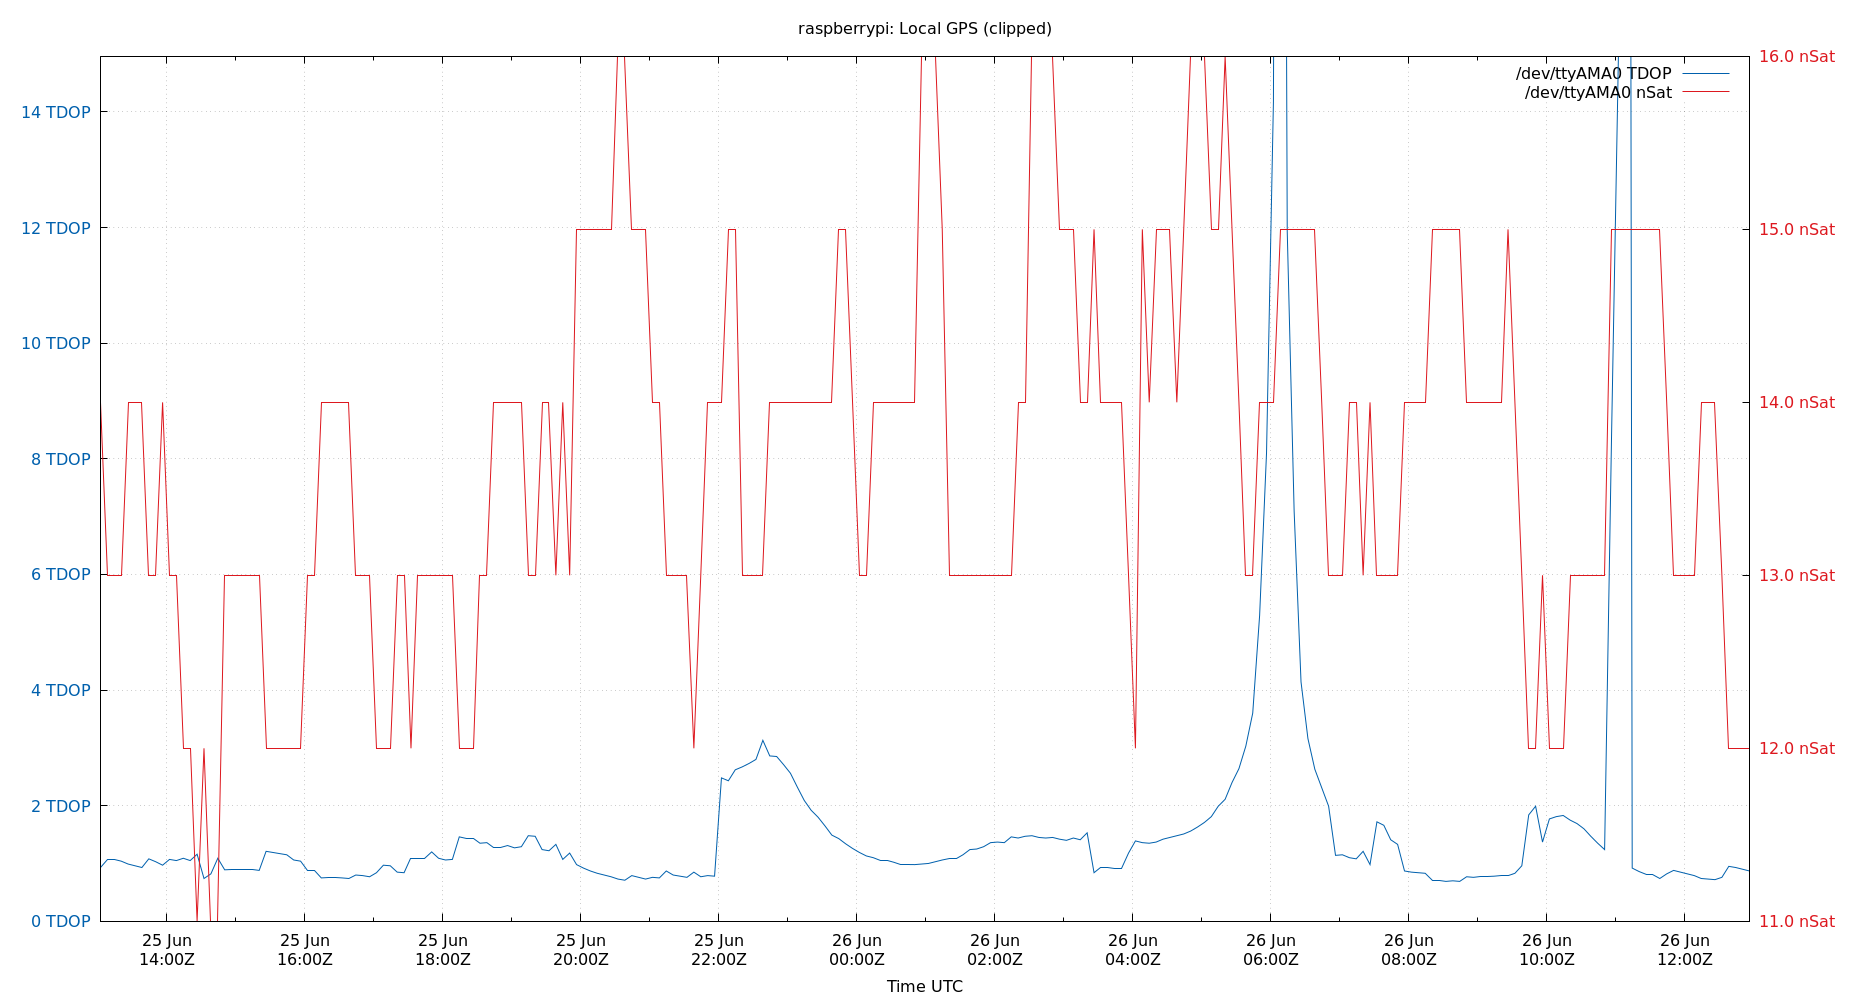 raspberrypi: Local GPS (clipped)
/dev/ttyAMA0 TDOP
/dev/ttyAMA0 nSat
14 TDOP
12 TDOP
10 TDOP
8 TDOP
6 TDOP
4 TDOP
2 TDOP
0 TDOP
16.0 nSat
15.0 nSat
14.0 nSat
13.0 nSat
12.0 nSat
11.0 nSat
25 Jun
14:00Z
25 Jun
16:00Z
25 Jun
18:00Z
25 Jun
20:00Z
25 Jun
22:00Z
26 Jun
00:00Z
26 Jun
02:00Z
26 Jun
04:00Z
26 Jun
06:00Z
26 Jun
08:00Z
26 Jun
10:00Z
26 Jun
12:00Z
Time UTC